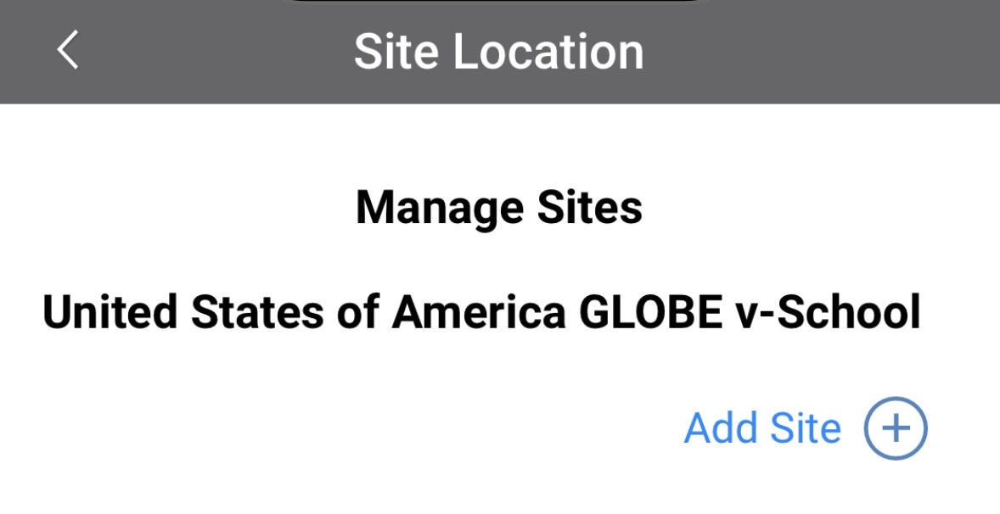 Site Location
Manage Sites
United States of America GLOBE v-School
Add Site